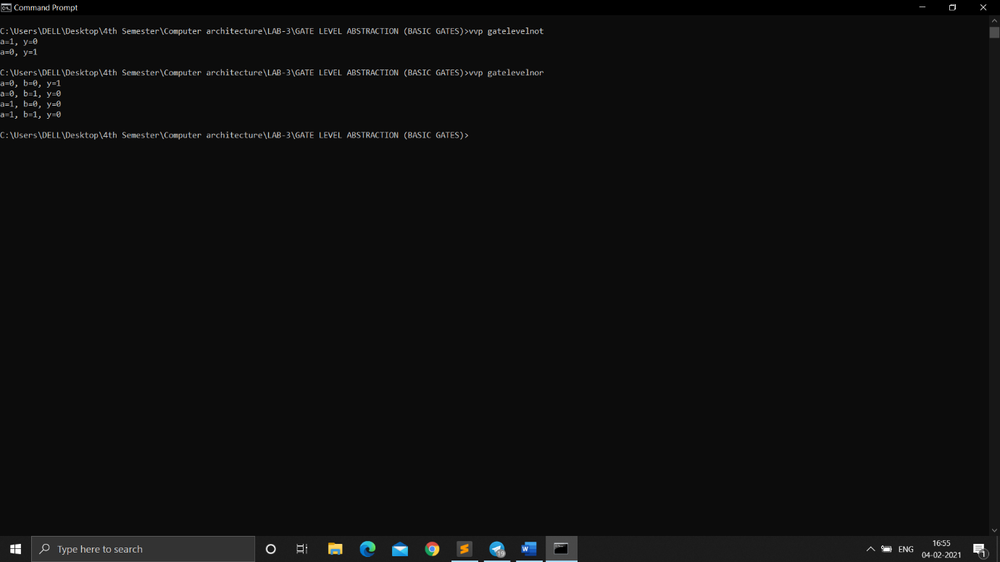 Command Prompt
C:\Users\DELL\Desktop\4th Semester\Computer architecture\LAB-3\GATE LEVEL ABSTRACTION (BASIC GATES)>vvp gatelevelnot
a=1, y=0
a=0, y=1
C:\Users\DELL\Desktop\4th Semester\Computer architecture\LAB-3\GATE LEVEL ABSTRACTION (BASIC GATES)>vvp gatelevelnor
a=0, b=0, y=1
a=0, b=1, y=0
a=1, b=0, y=0
a=1, b=1, y=0
C:\Users\DELL\Desktop\4th Semester\Computer architecture\LAB-3\GATE LEVEL ABSTRACTION (BASIC GATES)>
Type here to search
19
W
ENG
16:55
04-02-2021
1